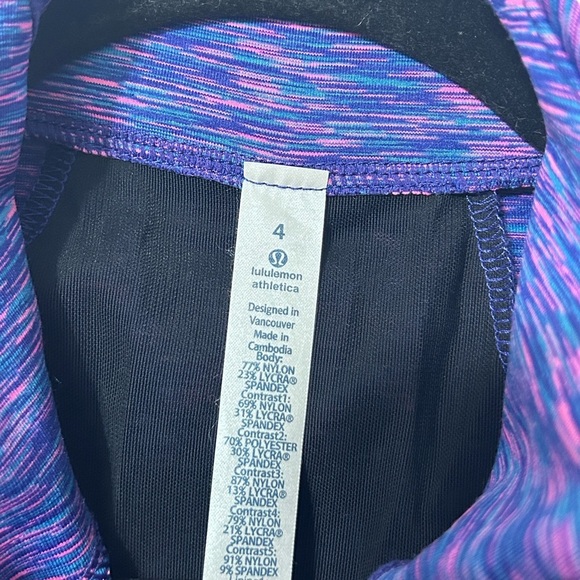 4
lululemon
athletica
Designed in
Vancouver
Made in
Cambodia
Body:
77% NYLON
23% LYCRA®
SPANDEX
Contrast1:
69% NYLON
31% LYCRA®
SPANDEX
Contrast2:
70% POLYESTER
30% LYCRA®
SPANDEX
Contrast3:
87% NYLON
13% LYCRA®
SPANDEX
Contrast4:
79% NYLON
21% LYCRA®
SPANDEX
Contrast5:
91% NYLON
9% SPANDEX